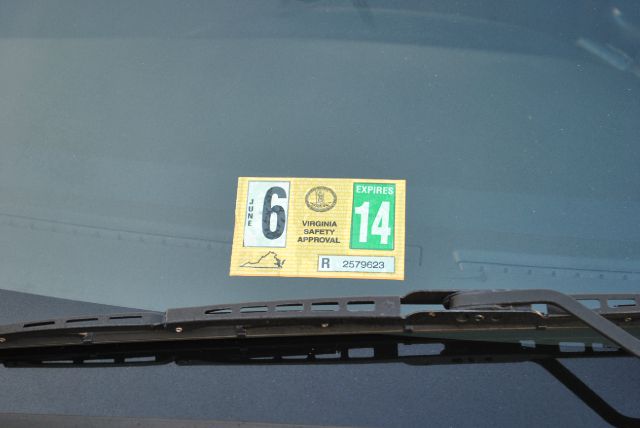 JUNE
6
VIRGINIA
SAFETY
APPROVAL
EXPIRES
14
R 2579623